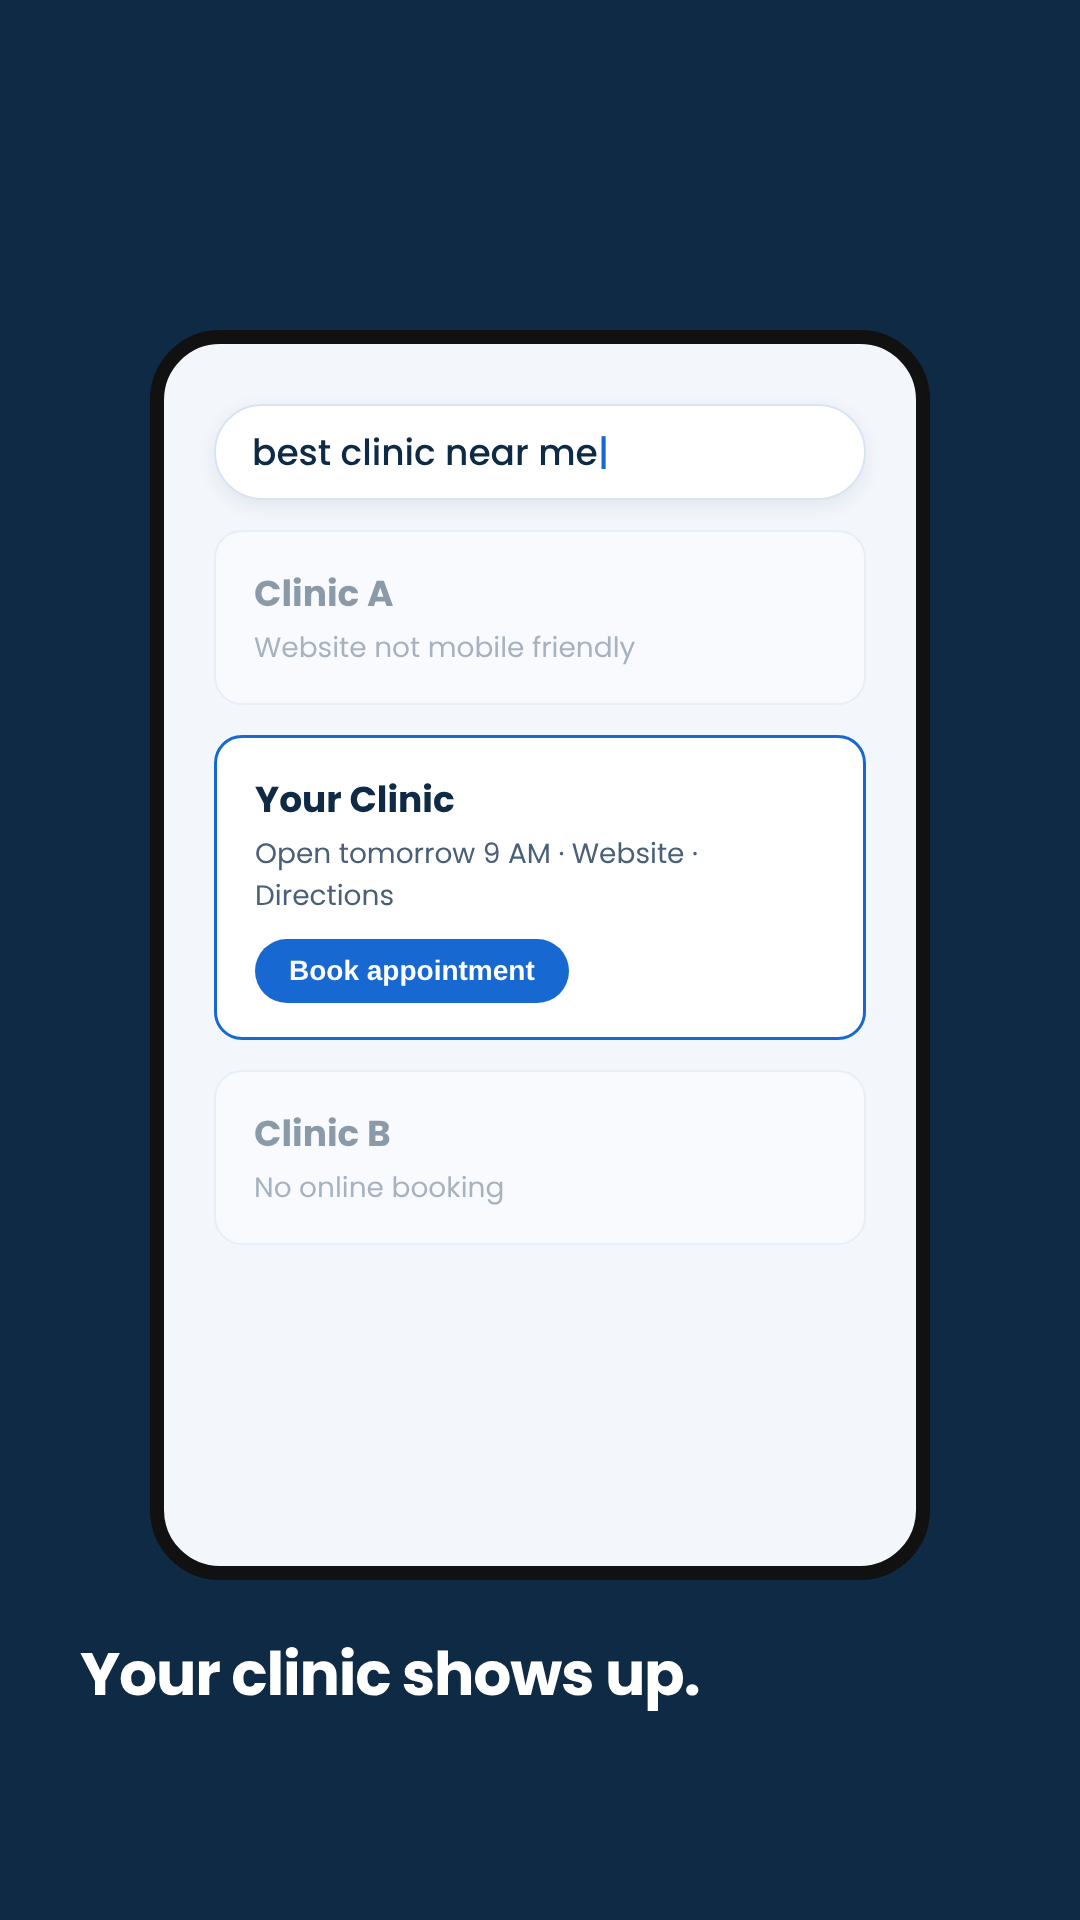 best clinic near me
Clinic A
Website not mobile friendly
Your Clinic
Open tomorrow 9 AM · Website ·
Directions
Book appointment
Clinic B
No online booking
Your clinic shows up.